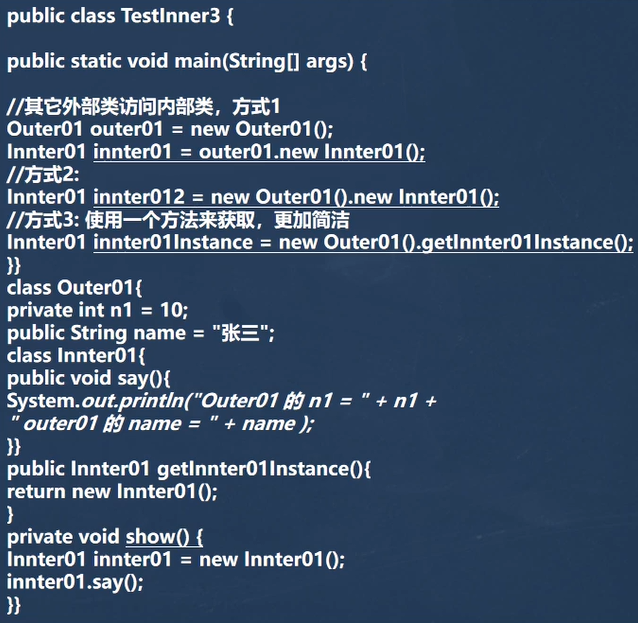 public class TestInner3 {
public static void main(String[] args) {
//其它外部类访问内部类，方式1
Outer01 outer01 = new Outer01();
Innter01 innter01 = outer01.new Innter01();
//方式2:
Innter01 innter012 = new Outer01().new Innter01();
//方式3: 使用一个方法来获取，更加简洁
Innter01 innter01Instance = new Outer01().getInnter01Instance();
}}
class Outer01{
private int n1 = 10;
public String name = "张三";
class Innter01{
public void say(){
System.out.println("Outer01 的 n1 = " + n1 +
" outer01 的 name = " + name );
}}
public Innter01 getInnter01Instance(){
return new Innter01();
}
private void show() {
Innter01 innter01 = new Innter01();
innter01.say();
}}